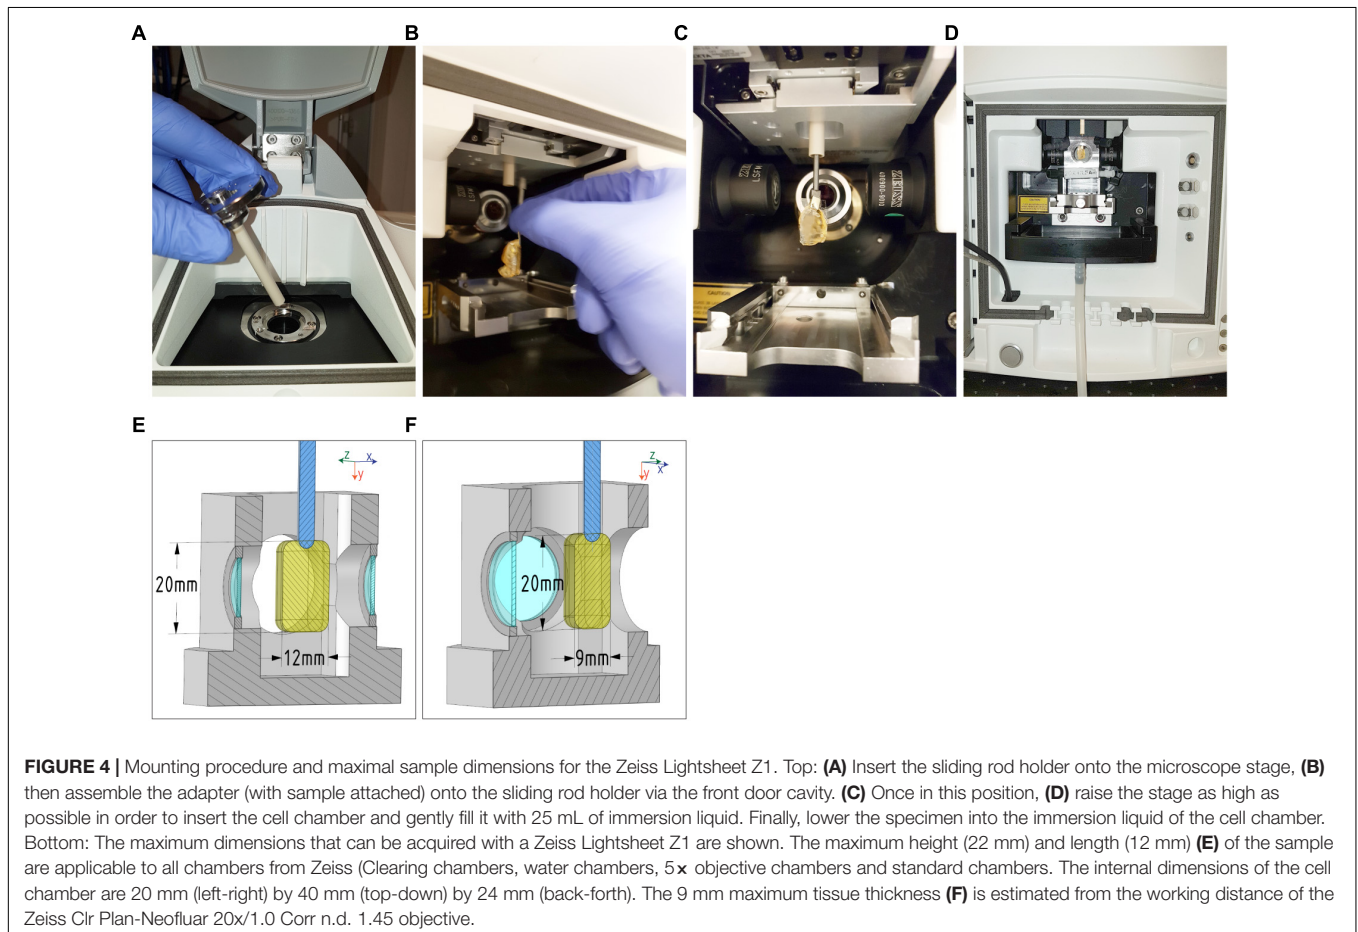 A
B
C
D
LSFM
ZEISS
CAUTION
E
F
z
x
y
20mm
12mm
z
x
y
20mm
9mm
FIGURE 4 | Mounting procedure and maximal sample dimensions for the Zeiss Lightsheet Z1. Top: (A) Insert the sliding rod holder onto the microscope stage, (B)
then assemble the adapter (with sample attached) onto the sliding rod holder via the front door cavity. (C) Once in this position, (D) raise the stage as high as
possible in order to insert the cell chamber and gently fill it with 25 mL of immersion liquid. Finally, lower the specimen into the immersion liquid of the cell chamber.
Bottom: The maximum dimensions that can be acquired with a Zeiss Lightsheet Z1 are shown. The maximum height (22 mm) and length (12 mm) (E) of the sample
are applicable to all chambers from Zeiss (Clearing chambers, water chambers, 5x objective chambers and standard chambers. The internal dimensions of the cell
chamber are 20 mm (left-right) by 40 mm (top-down) by 24 mm (back-forth). The 9 mm maximum tissue thickness (F) is estimated from the working distance of the
Zeiss Clr Plan-Neofluar 20x/1.0 Corr n.d. 1.45 objective.